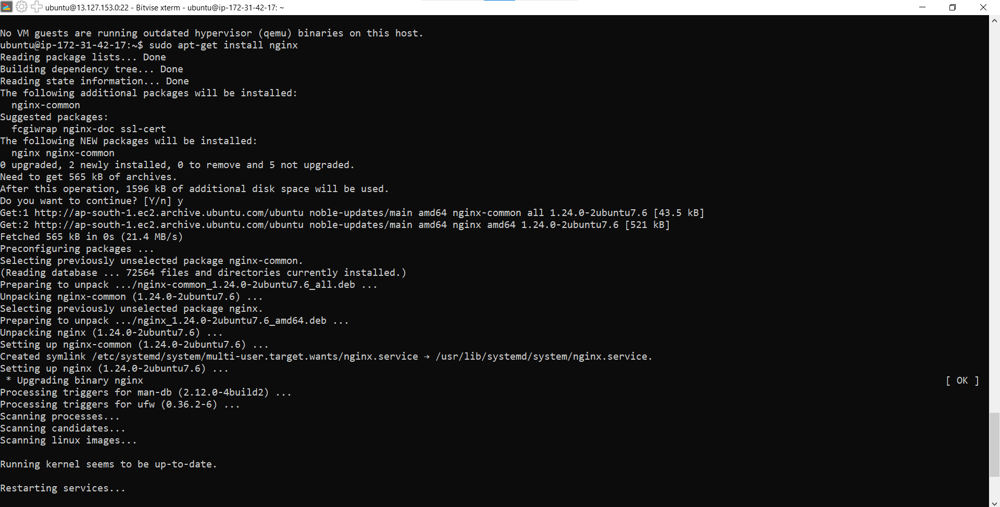 ubuntu@13.127.153.0:22 - Bitvise xterm - ubuntu@ip-172-31-42-17: ~
No VM guests are running outdated hypervisor (qemu) binaries on this host.
ubuntu@ip-172-31-42-17:~$ sudo apt-get install nginx
Reading package lists... Done
Building dependency tree... Done
Reading state information... Done
The following additional packages will be installed:
  nginx-common
Suggested packages:
  fcgiwrap nginx-doc ssl-cert
The following NEW packages will be installed:
  nginx nginx-common
0 upgraded, 2 newly installed, 0 to remove and 5 not upgraded.
Need to get 565 kB of archives.
After this operation, 1596 kB of additional disk space will be used.
Do you want to continue? [Y/n] y
Get:1 http://ap-south-1.ec2.archive.ubuntu.com/ubuntu noble-updates/main amd64 nginx-common all 1.24.0-2ubuntu7.6 [43.5 kB]
Get:2 http://ap-south-1.ec2.archive.ubuntu.com/ubuntu noble-updates/main amd64 nginx amd64 1.24.0-2ubuntu7.6 [521 kB]
Fetched 565 kB in 0s (21.4 MB/s)
Preconfiguring packages ...
Selecting previously unselected package nginx-common.
(Reading database ... 72564 files and directories currently installed.)
Preparing to unpack .../nginx-common_1.24.0-2ubuntu7.6_all.deb ...
Unpacking nginx-common (1.24.0-2ubuntu7.6) ...
Selecting previously unselected package nginx.
Preparing to unpack .../nginx_1.24.0-2ubuntu7.6_amd64.deb ...
Unpacking nginx (1.24.0-2ubuntu7.6) ...
Setting up nginx-common (1.24.0-2ubuntu7.6) ...
Created symlink /etc/systemd/system/multi-user.target.wants/nginx.service → /usr/lib/systemd/system/nginx.service.
Setting up nginx (1.24.0-2ubuntu7.6) ...
 * Upgrading binary nginx [ OK ]
Processing triggers for man-db (2.12.0-4build2) ...
Processing triggers for ufw (0.36.2-6) ...
Scanning processes...
Scanning candidates...
Scanning linux images...
Running kernel seems to be up-to-date.
Restarting services...